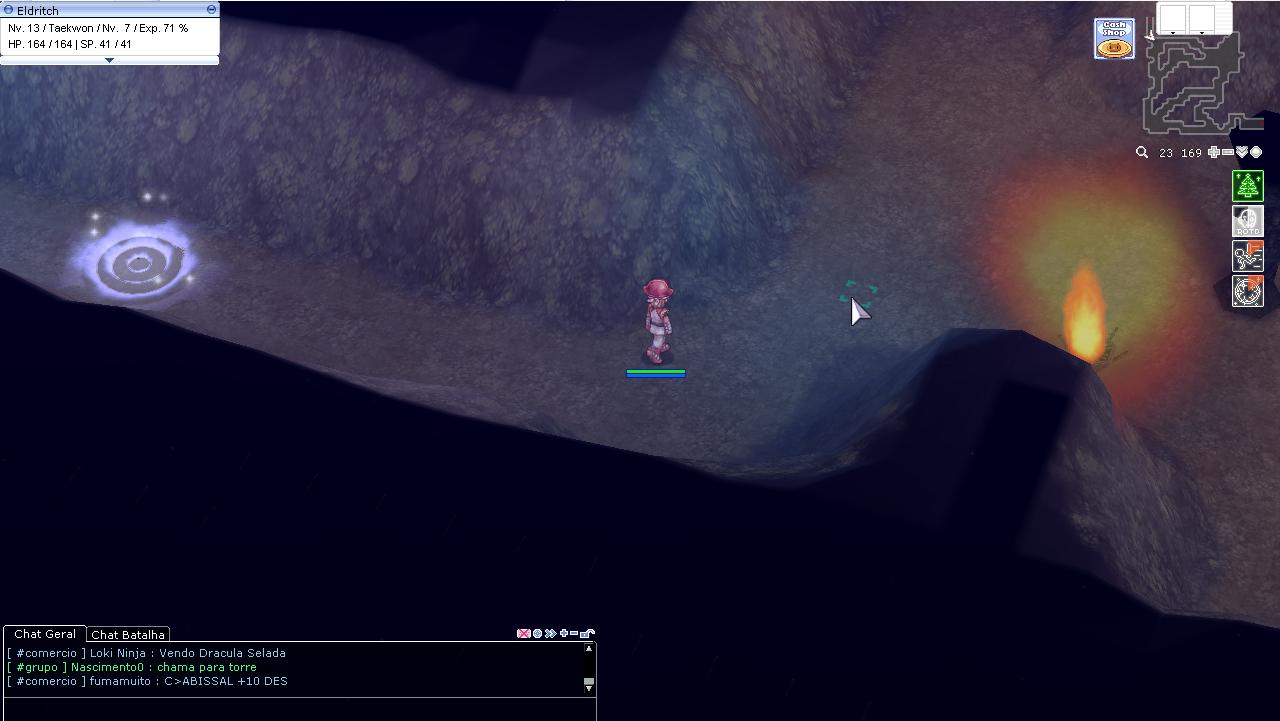 Eldritch
Nv. 13 / Taekwon / Nv. 7 / Exp. 71 %
HP. 164 / 164 | SP. 41 / 41
Cash Shop
23 169
ROTD
Chat Geral Chat Batalha
[ #comercio ] Loki Ninja : Vendo Dracula Selada
[ #grupo ] Nascimento0 : chama para torre
[ #comercio ] fumamuito : C>ABISSAL +10 DES